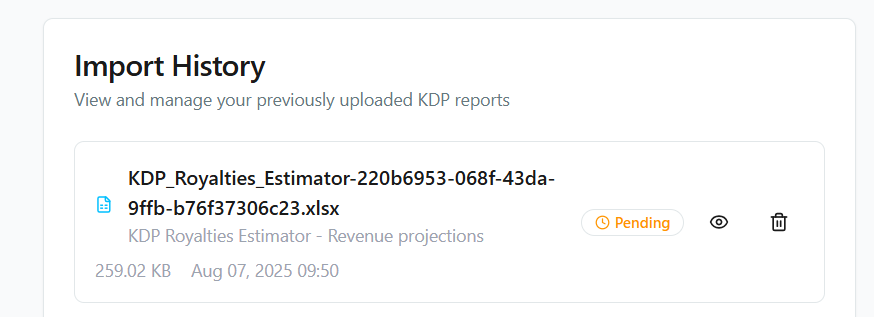 Import History
View and manage your previously uploaded KDP reports
KDP_Royalties_Estimator-220b6953-068f-43da-
9ffb-b76f37306c23.xlsx
Pending
KDP Royalties Estimator - Revenue projections
259.02 KB Aug 07, 2025 09:50